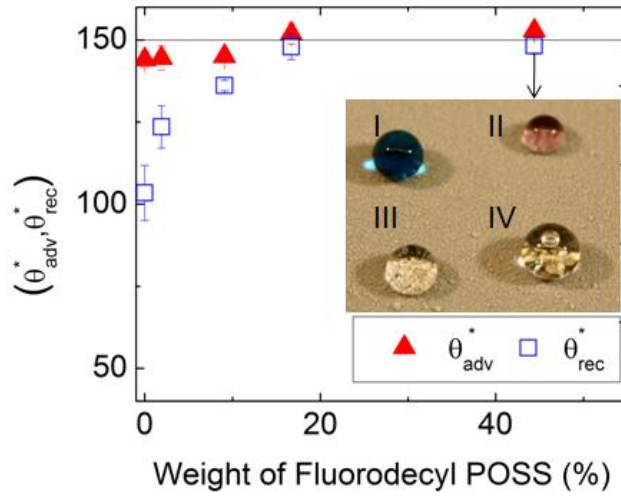 150
100
50
0
20
40
(θ*adv, θ*rec)
Weight of Fluorodecyl POSS (%)
I
II
III
IV
θ*adv
θ*rec